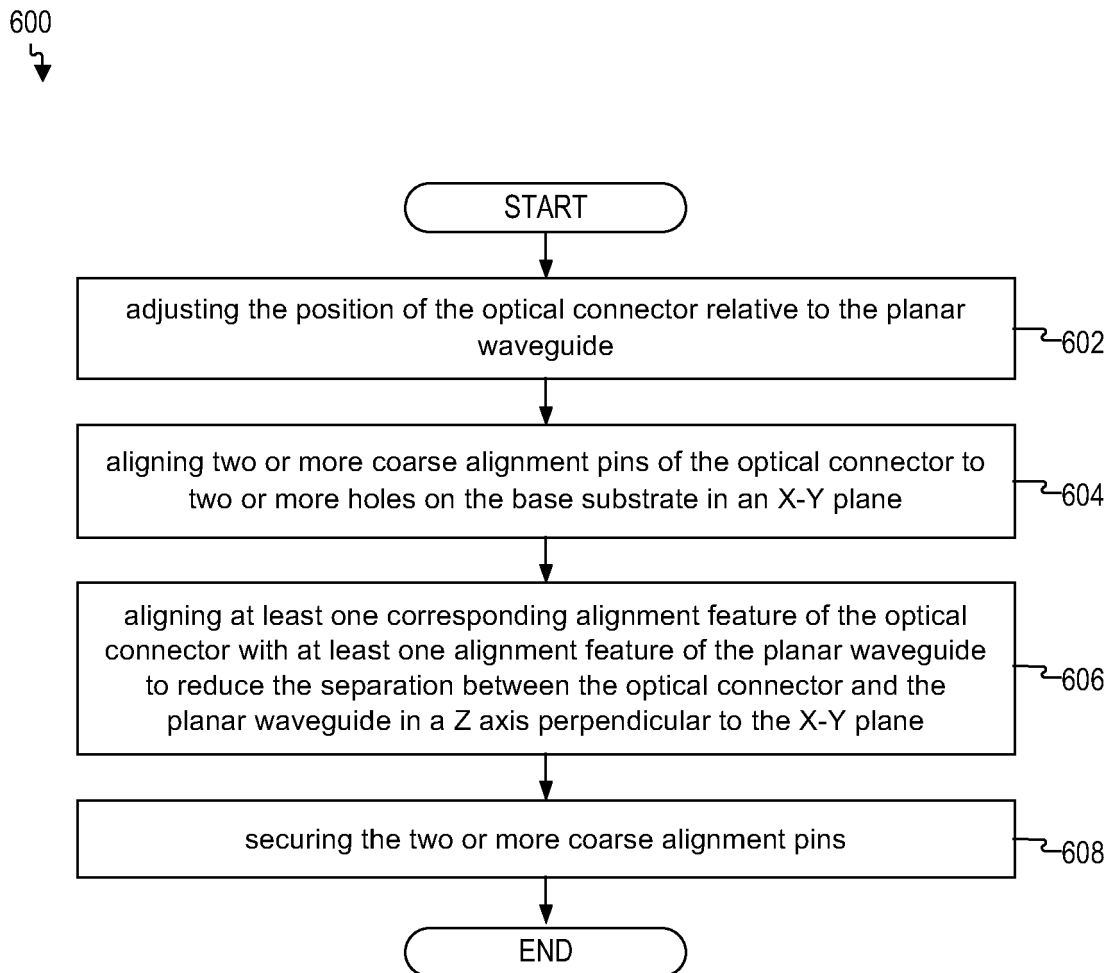 600
START
adjusting the position of the optical connector relative to the planar
waveguide
602
aligning two or more coarse alignment pins of the optical connector to
two or more holes on the base substrate in an X-Y plane
604
aligning at least one corresponding alignment feature of the optical
connector with at least one alignment feature of the planar waveguide
to reduce the separation between the optical connector and the
planar waveguide in a Z axis perpendicular to the X-Y plane
606
securing the two or more coarse alignment pins
608
END